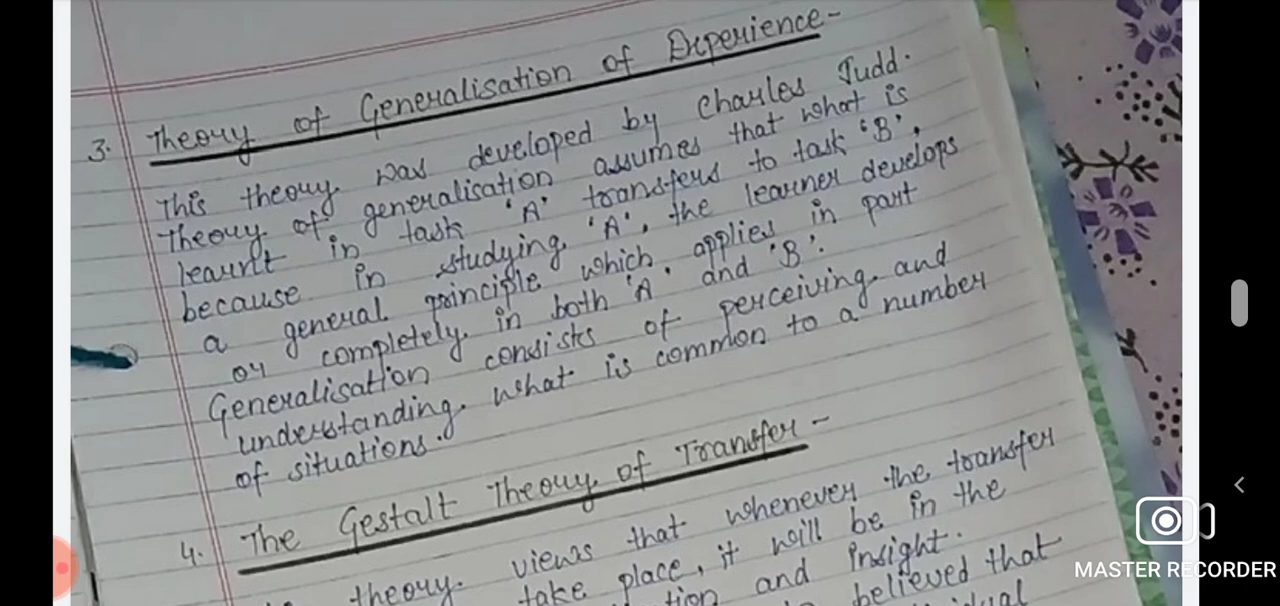 3. Theory of Generalisation of Experience-
This theory was developed by Charles Judd.
Theory of generalisation assumes that what is
learnt in task 'A' transfers to task 'B',
because in studying 'A', the learner develops
a general principle which applies in part
or completely in both 'A' and 'B'.
Generalisation consists of perceiving and
understanding what is common to a number
of situations.
4. The Gestalt Theory of Transfer-
theory views that whenever the transfer
take place, it will be in the
and insight.
believed that
MASTER RECORDER